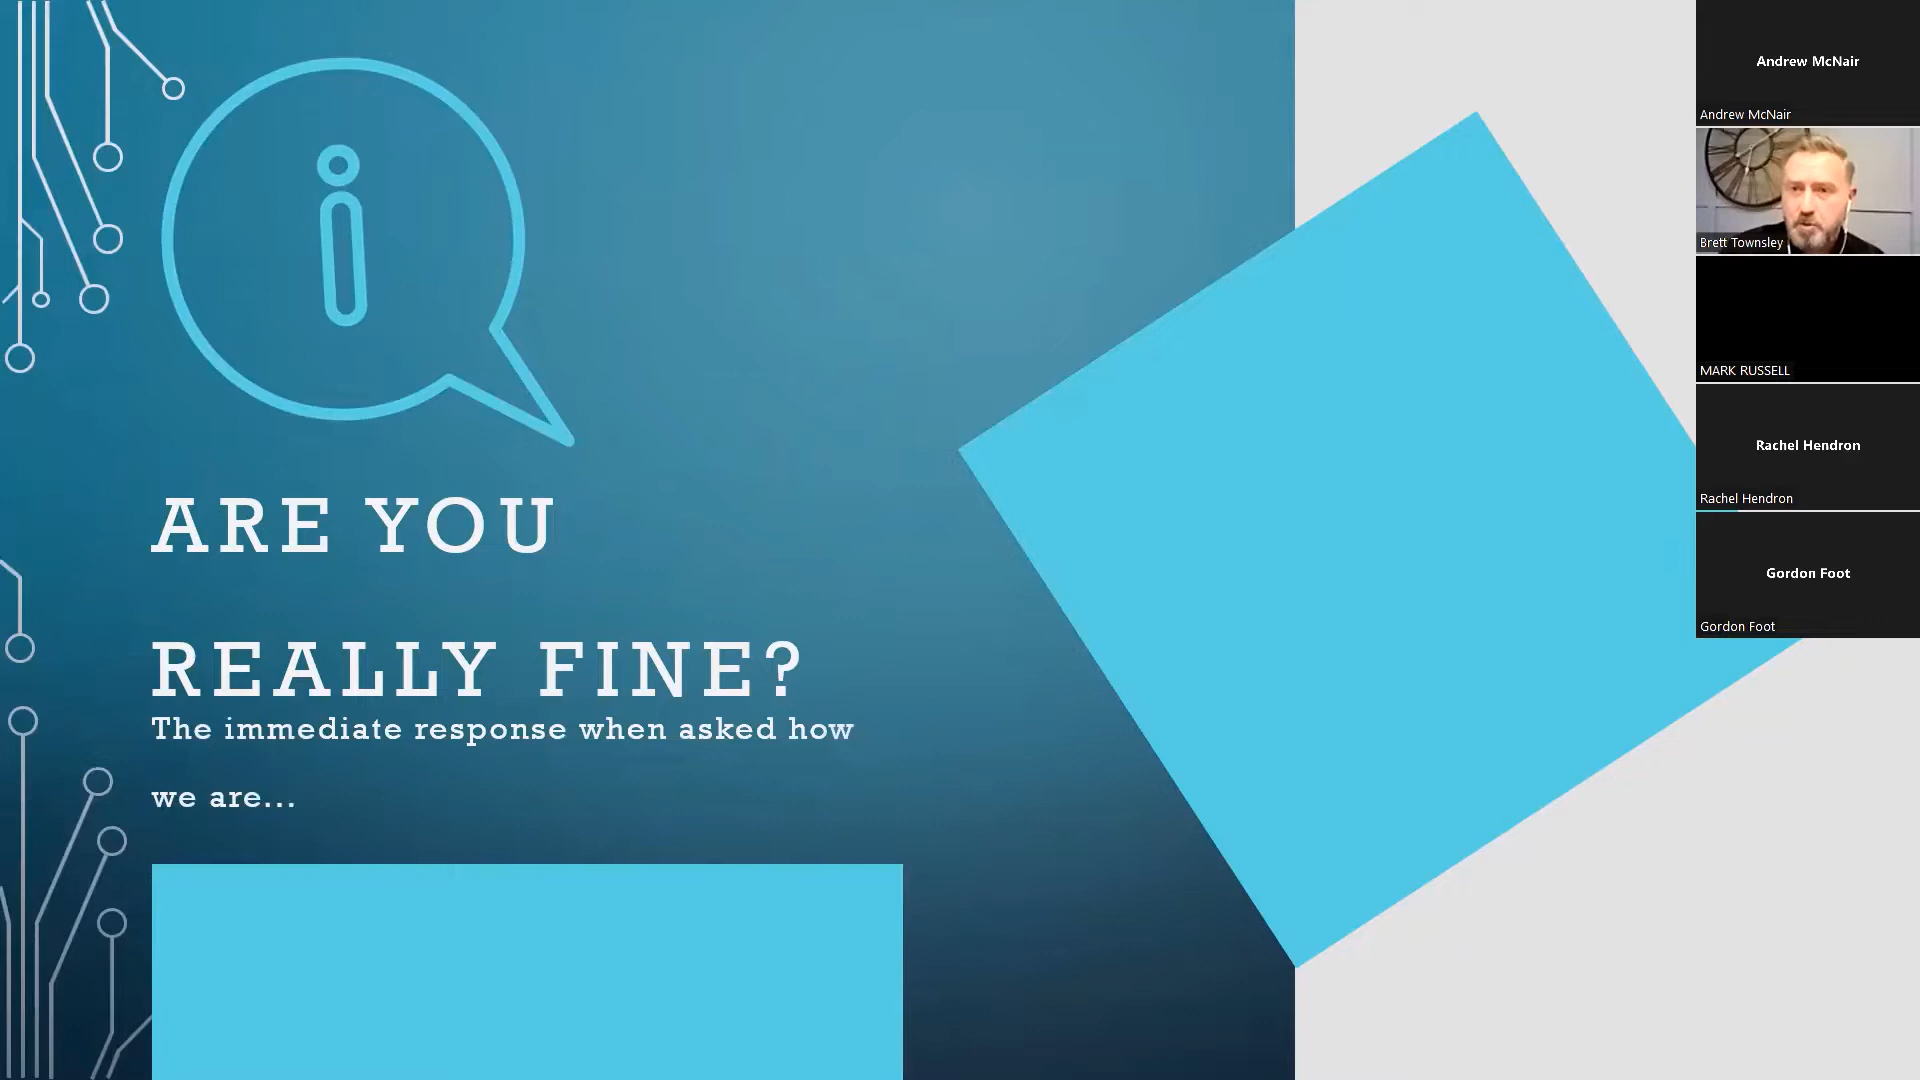 ARE YOU
REALLY FINE?
The immediate response when asked how
we are...
Andrew McNair
Andrew McNair
Brett Townsley
MARK RUSSELL
Rachel Hendron
Rachel Hendron
Gordon Foot
Gordon Foot